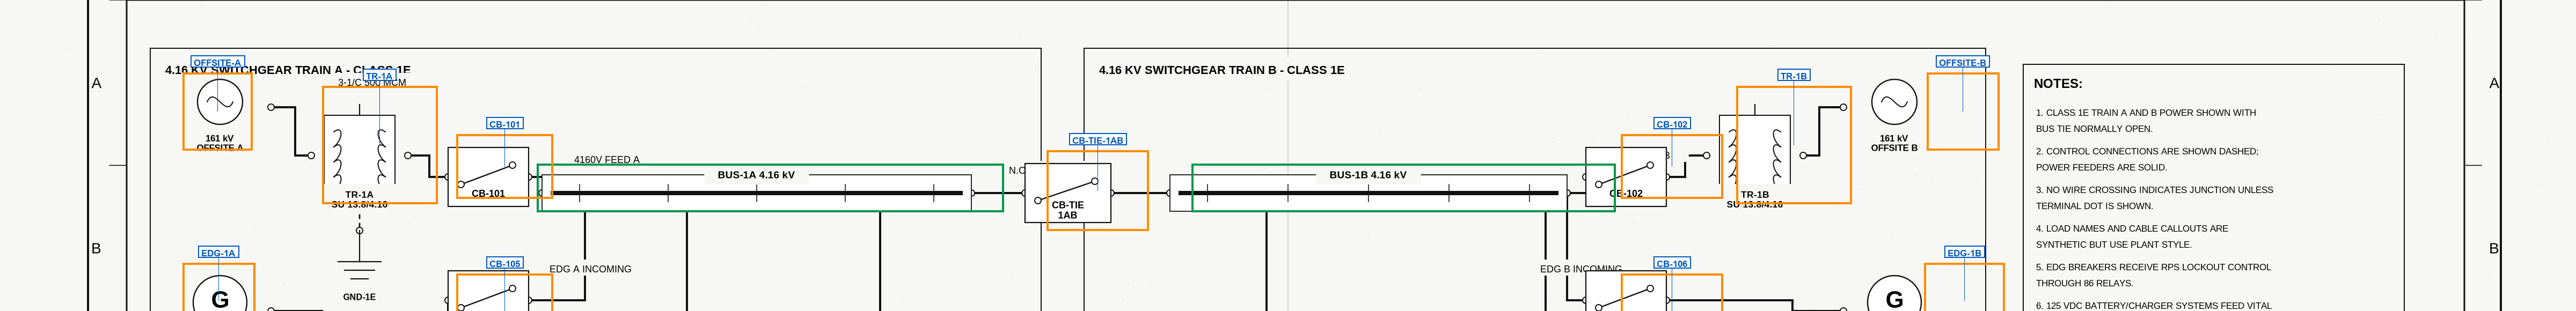 4.16 KV SWITCHGEAR TRAIN A - CLASS 1E
4.16 KV SWITCHGEAR TRAIN B - CLASS 1E
OFFSITE-A
TR-1A
3-1/C 500 MCM
161 kV
OFFSITE A
TR-1A
SU 13.8/4.16
CB-101
CB-101
4160V FEED A
BUS-1A 4.16 kV
CB-TIE-1AB
CB-TIE
1AB
BUS-1B 4.16 kV
CB-102
CB-102
TR-1B
TR-1B
SU 13.8/4.16
OFFSITE-B
161 kV
OFFSITE B
EDG-1A
G
GND-1E
CB-105
EDG A INCOMING
EDG B INCOMING
CB-106
EDG-1B
G
NOTES:
1. CLASS 1E TRAIN A AND B POWER SHOWN WITH
BUS TIE NORMALLY OPEN.
2. CONTROL CONNECTIONS ARE SHOWN DASHED;
POWER FEEDERS ARE SOLID.
3. NO WIRE CROSSING INDICATES JUNCTION UNLESS
TERMINAL DOT IS SHOWN.
4. LOAD NAMES AND CABLE CALLOUTS ARE
SYNTHETIC BUT USE PLANT STYLE.
5. EDG BREAKERS RECEIVE RPS LOCKOUT CONTROL
THROUGH 86 RELAYS.
6. 125 VDC BATTERY/CHARGER SYSTEMS FEED VITAL
A
A
B
B